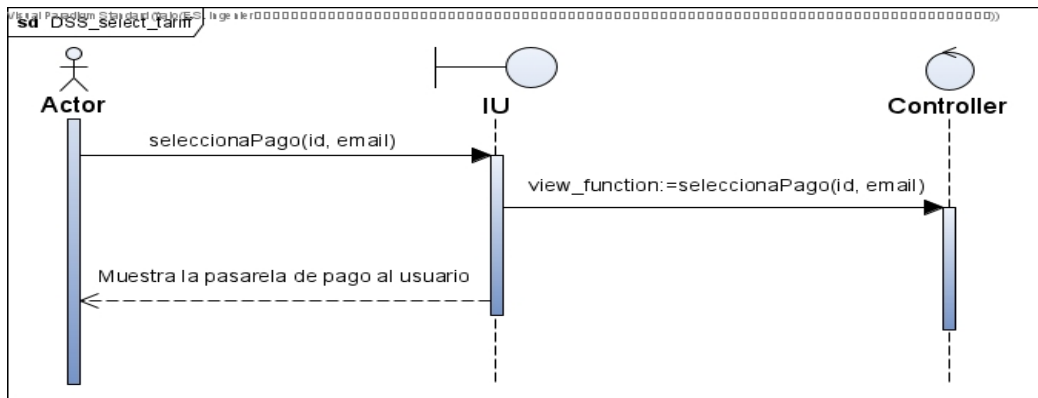 sd DSS_select_tariff
Actor
IU
Controller
seleccionaPago(id, email)
view_function:=seleccionaPago(id, email)
Muestra la pasarela de pago al usuario